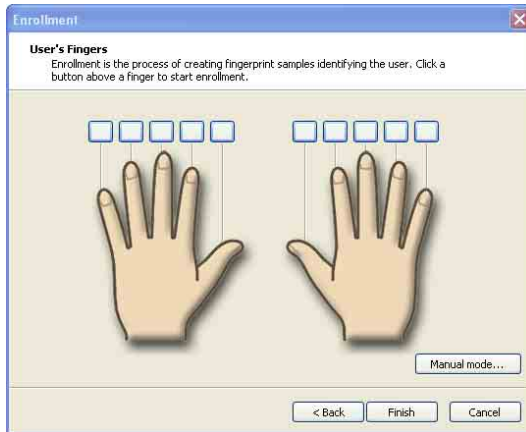 Enrollment
User's Fingers
Enrollment is the process of creating fingerprint samples identifying the user. Click a
button above a finger to start enrollment.
Manual mode...
< Back
Finish
Cancel